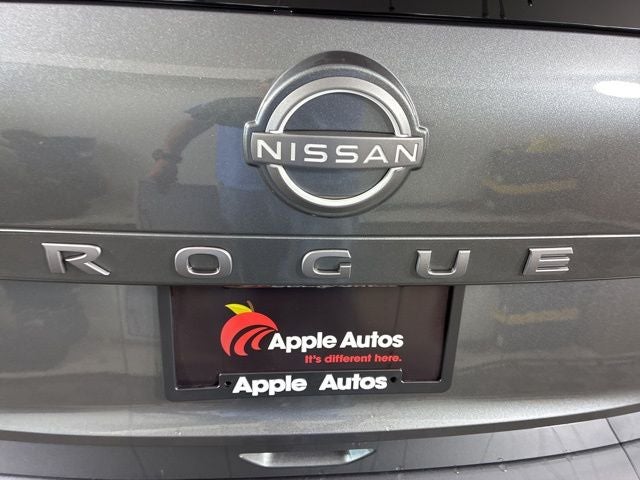 NISSAN
ROGUE
Apple Autos
It's different here.
Apple Autos